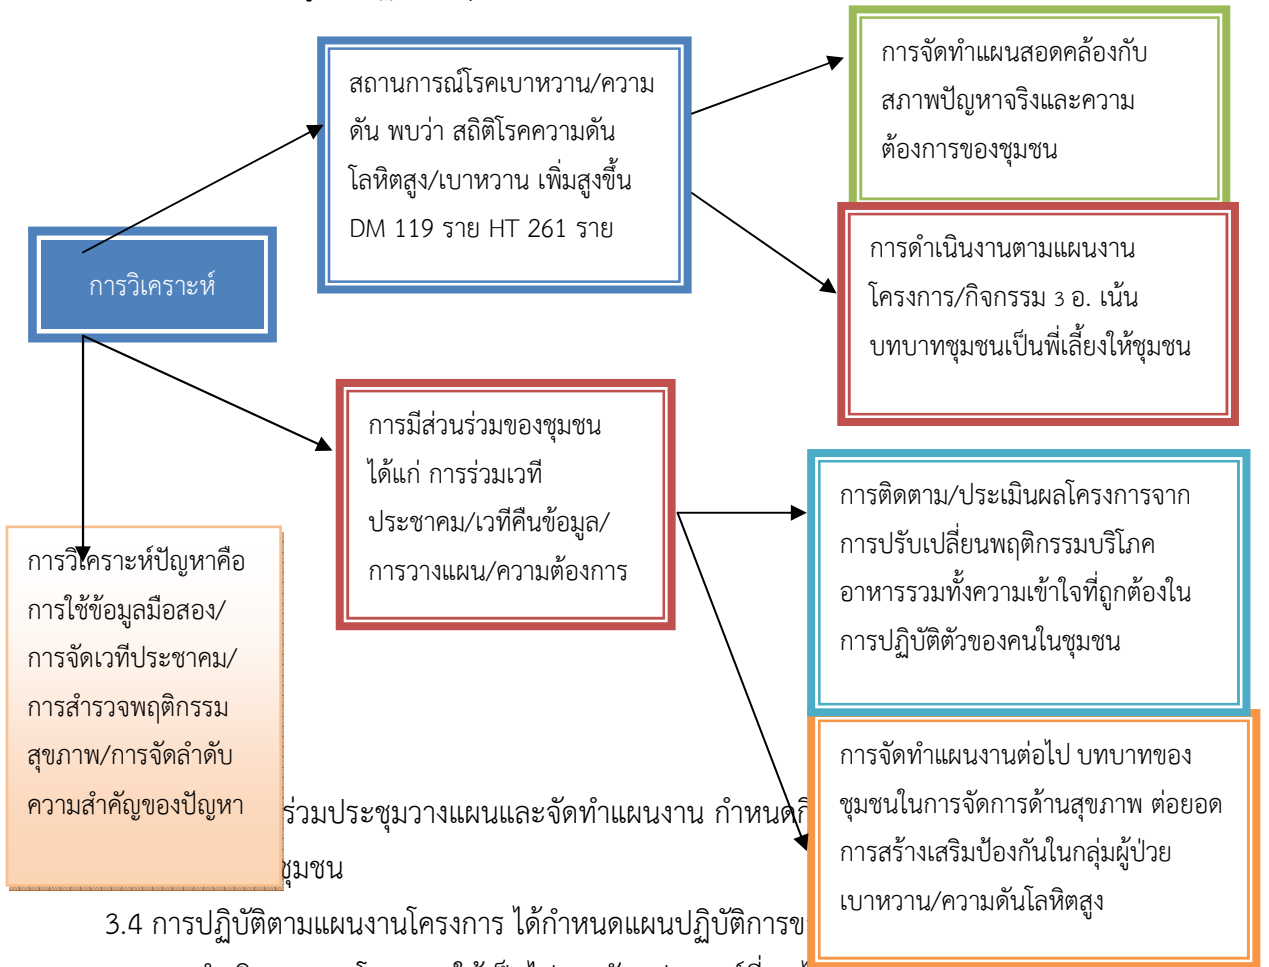 สถานการณ์โรคเบาหวาน/ความ
ดัน พบว่า สถิติโรคความดัน
โลหิตสูง/เบาหวาน เพิ่มสูงขึ้น
DM 119 ราย HT 261 ราย
การจัดทำแผนสอดคล้องกับ
สภาพปัญหาจริงและความ
ต้องการของชุมชน
การดำเนินงานตามแผนงาน
โครงการ/กิจกรรม 3 อ. เน้น
บทบาทชุมชนเป็นพี่เลี้ยงให้ชุมชน
การวิเคราะห์
การมีส่วนร่วมของชุมชน
ได้แก่ การร่วมเวที
ประชาคม/เวทีคืนข้อมูล/
การวางแผน/ความต้องการ
การติดตาม/ประเมินผลโครงการจาก
การปรับเปลี่ยนพฤติกรรมบริโภค
อาหารรวมทั้งความเข้าใจที่ถูกต้องใน
การปฏิบัติตัวของคนในชุมชน
การวิเคราะห์ปัญหาคือ
การใช้ข้อมูลมือสอง/
การจัดเวทีประชาคม/
การสำรวจพฤติกรรม
สุขภาพ/การจัดลำดับ
ความสำคัญของปัญหา
การจัดทำแผนงานต่อไป บทบาทของ
ชุมชนในการจัดการด้านสุขภาพ ต่อยอด
การสร้างเสริมป้องกันในกลุ่มผู้ป่วย
เบาหวาน/ความดันโลหิตสูง
ร่วมประชุมวางแผนและจัดทำแผนงาน กำหนด
ชุมชน
3.4 การปฏิบัติตามแผนงานโครงการ ได้กำหนดแผนปฏิบัติการ